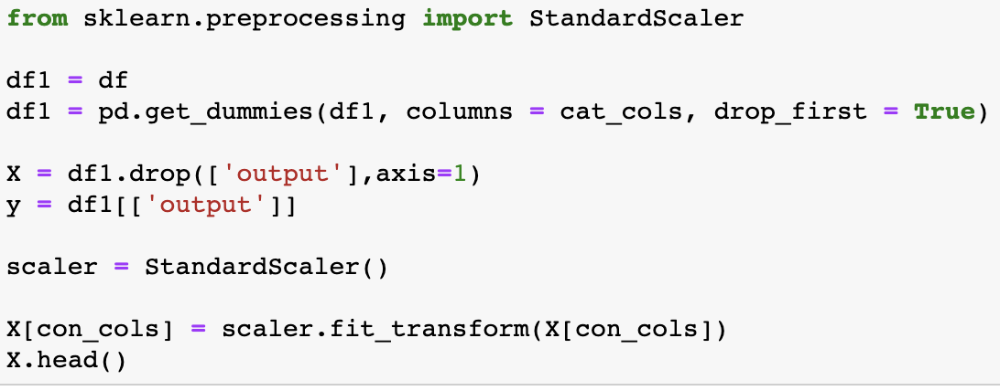 from sklearn.preprocessing import StandardScaler
df1 = df
df1 = pd.get_dummies(df1, columns = cat_cols, drop_first = True)
X = df1.drop(['output'],axis=1)
y = df1[['output']]
scaler = StandardScaler()
X[con_cols] = scaler.fit_transform(X[con_cols])
X.head()